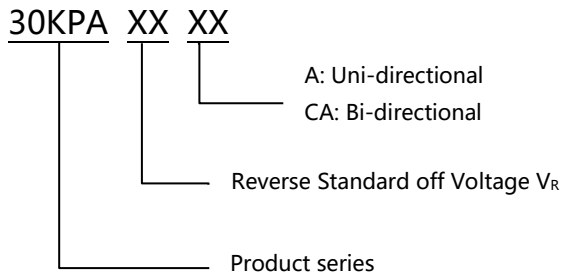 30KPA XX XX
A: Uni-directional
CA: Bi-directional
Reverse Standard off Voltage VR
Product series